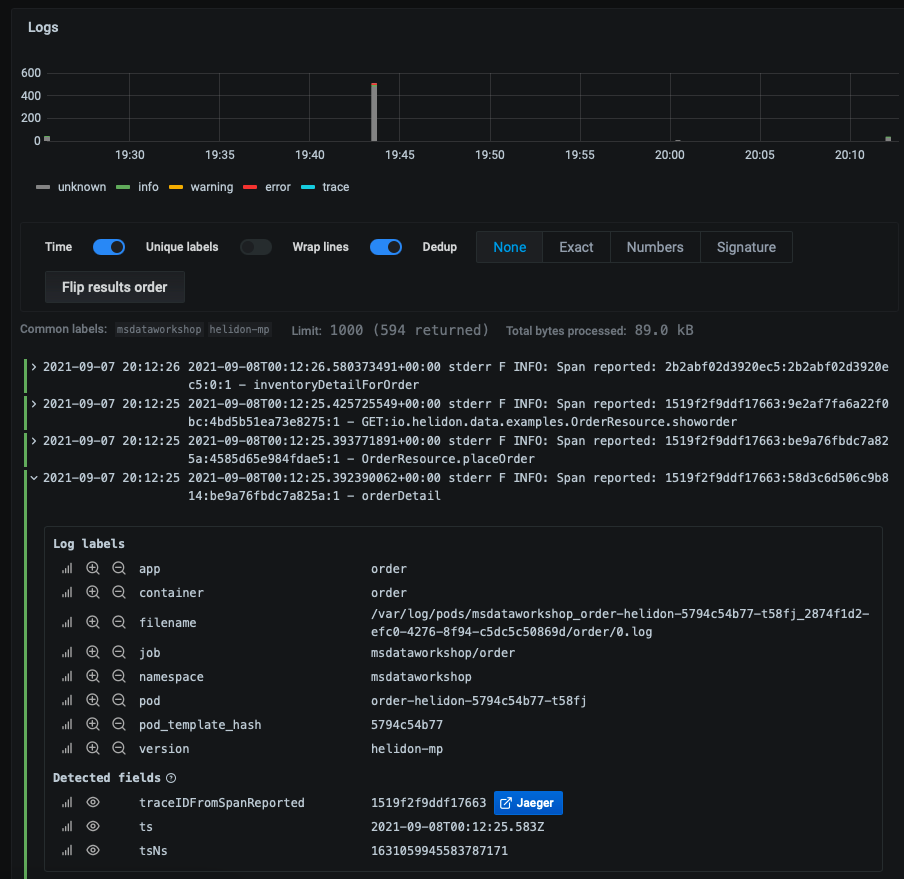 Logs
600
400
200
0
19:30 19:35 19:40 19:45 19:50 19:55 20:00 20:05 20:10
unknown info warning error trace
Time Unique labels Wrap lines Dedup None Exact Numbers Signature
Flip results order
Common labels: msdataworkshop helidon-mp Limit: 1000 (594 returned) Total bytes processed: 89.0 kB
2021-09-07 20:12:26 2021-09-08T00:12:26.580373491+00:00 stderr F INFO: Span reported: 2b2abf02d3920ec5:2b2abf02d3920e
c5:0:1 – inventoryDetailForOrder
2021-09-07 20:12:25 2021-09-08T00:12:25.425725549+00:00 stderr F INFO: Span reported: 1519f2f9ddf17663:9e2af7fa6a22f0
bc:4bd5b51ea73e8275:1 – GET:io.helidon.data.examples.OrderResource.showorder
2021-09-07 20:12:25 2021-09-08T00:12:25.393771891+00:00 stderr F INFO: Span reported: 1519f2f9ddf17663:be9a76fbdc7a82
5a:4585d65e984fdae5:1 – OrderResource.placeOrder
2021-09-07 20:12:25 2021-09-08T00:12:25.392390062+00:00 stderr F INFO: Span reported: 1519f2f9ddf17663:58d3c6d506c9b8
14:be9a76fbdc7a825a:1 – orderDetail
Log labels
app order
container order
filename /var/log/pods/msdataworkshop_order-helidon-5794c54b77-t58fj_2874f1d2-
efc0-4276-8f94-c5dc5c50869d/order/0.log
job msdataworkshop/order
namespace msdataworkshop
pod order-helidon-5794c54b77-t58fj
pod_template_hash 5794c54b77
version helidon-mp
Detected fields
traceIDFromSpanReported 1519f2f9ddf17663 Jaeger
ts 2021-09-08T00:12:25.583Z
tsNs 1631059945583787171